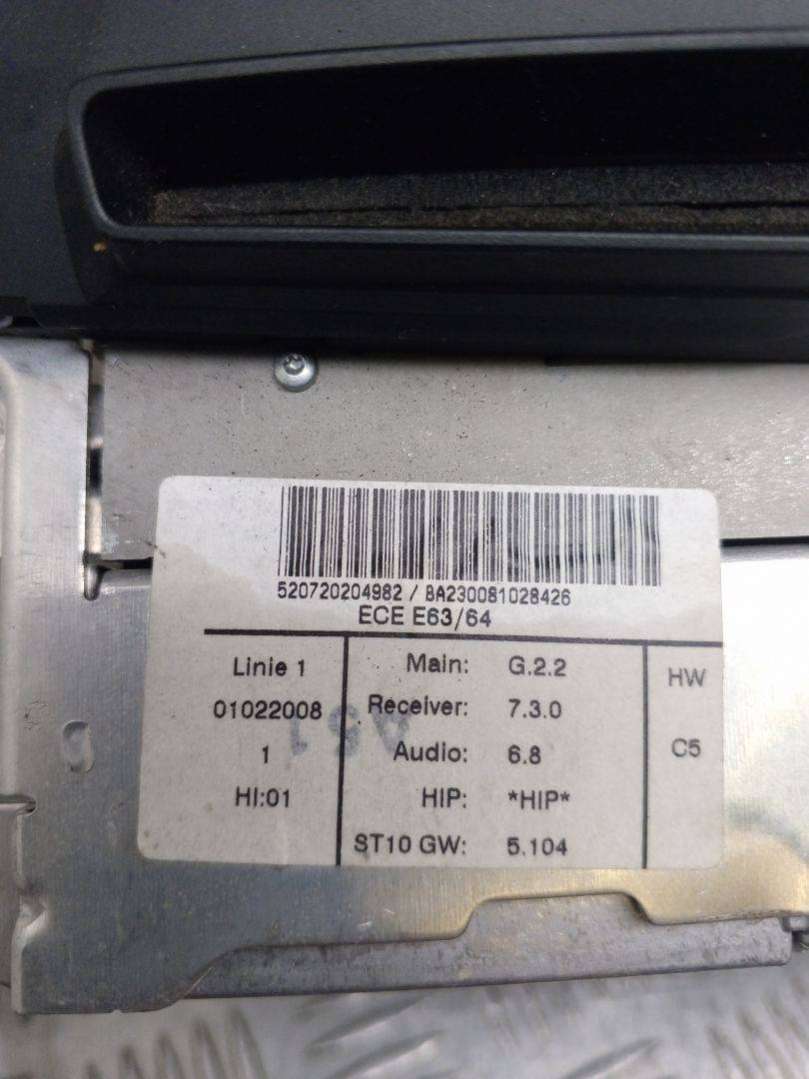 520720204982 / BA230081028426
ECE E63/64
Linie 1 Main: G.2.2 HW
01022008 Receiver: 7.3.0
1 Audio: 6.8 C5
HI:01 HIP: *HIP*
ST10 GW: 5.104